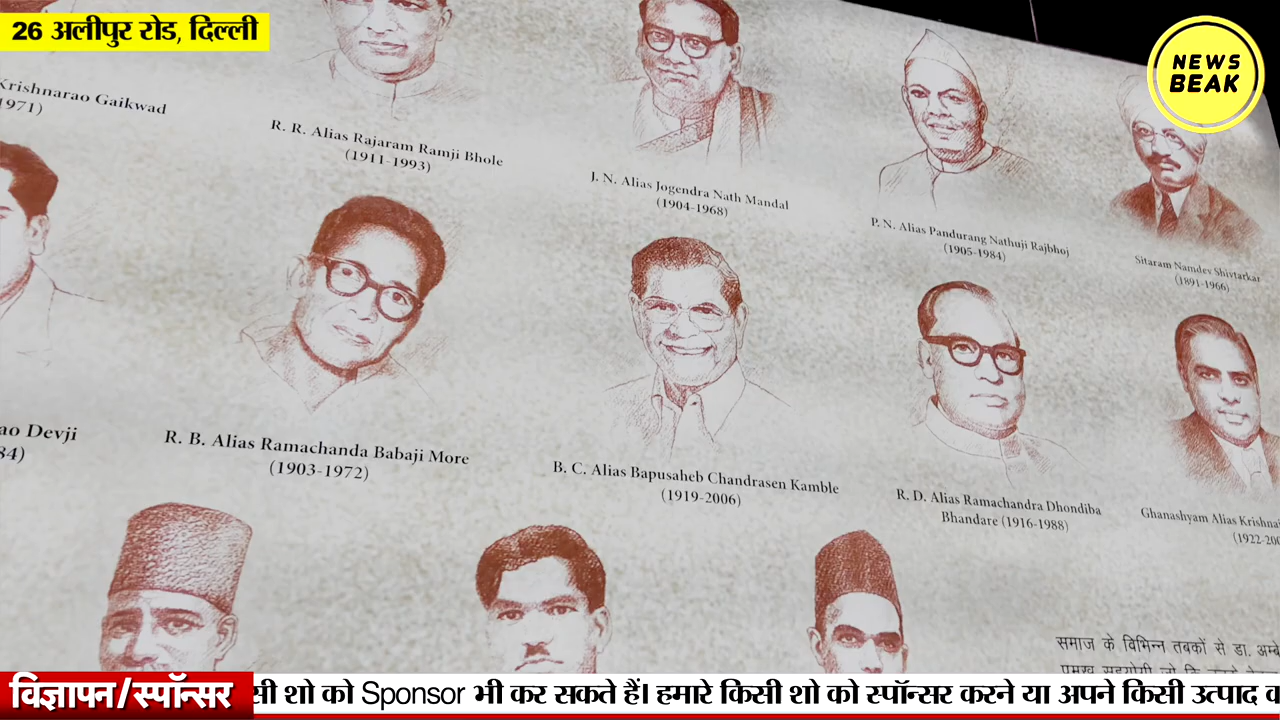 26 अलीपुर रोड, दिल्ली
NEWS
BEAK
Krishnarao Gaikwad
1971)
R. R. Alias Rajaram Ramji Bhole
(1911-1993)
J. N. Alias Jogendra Nath Mandal
(1904-1968)
P. N. Alias Pandurang Nathuji Rajbhoj
(1905-1984)
Sitaram Namdev Shivtarkar
(1891-1966)
ao Devji
84)
R. B. Alias Ramachanda Babaji More
(1903-1972)
B. C. Alias Bapusaheb Chandrasen Kamble
(1919-2006)
R. D. Alias Ramachandra Dhondiba
Bhandare (1916-1988)
Ghanashyam Alias Krishna
(1922-200
समाज के विभिन्न तबकों से डा. अम्बे
सी शो को Sponsor भी कर सकते हैं। हमारे किसी शो को स्पॉन्सर करने या अपने किसी उत्पाद क
विज्ञापन/स्पॉन्सर